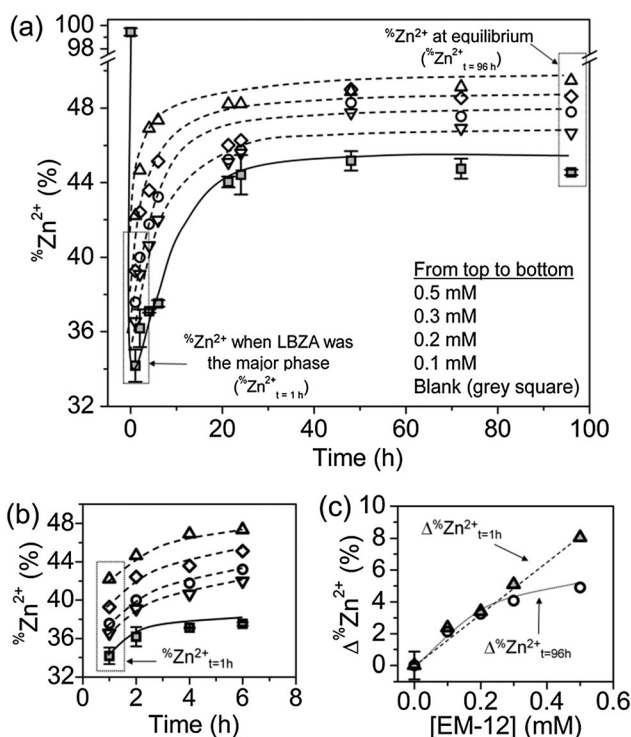 (a)
%Zn2+ (%)
100
98
48
44
40
36
32
%Zn2+ at equilibrium
(%Zn2+ t = 96 h)
From top to bottom
0.5 mM
0.3 mM
0.2 mM
0.1 mM
Blank (grey square)
%Zn2+ when LBZA was
the major phase
(%Zn2+ t = 1 h)
0 20 40 60 80 100
Time (h)
(b)
%Zn2+ (%)
48
44
40
36
32
%Zn2+ t=1h
0 2 4 6 8
Time (h)
(c)
Δ%Zn2+ (%)
10
8
6
4
2
0
Δ%Zn2+ t=1h
Δ%Zn2+ t=96h
0.0 0.2 0.4 0.6
[EM-12] (mM)